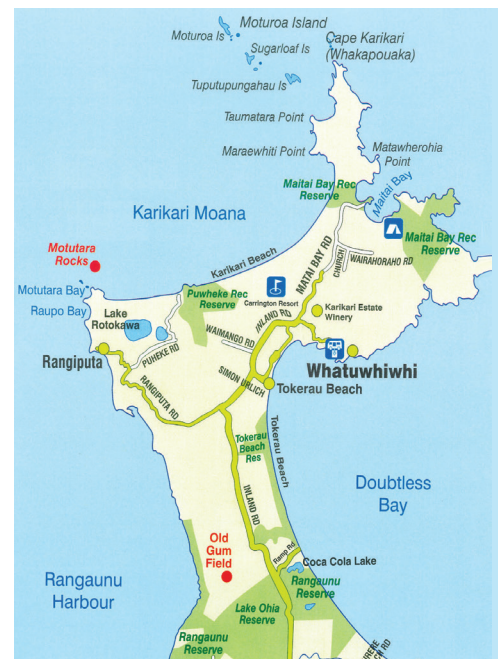 Moturoa Island
Moturoa Is
Sugarloaf Is
Cape Karikari
(Whakapouaka)
Tuputupungahau Is
Taumatara Point
Maraewhiti Point
Matawherohia
Point
Maitai Bay
Maitai Bay Rec
Reserve
Karikari Moana
Maitai Bay Rec
Reserve
Motutara
Rocks
Karikari Beach
MATAI BAY RD
CHURCH
WAIRAHORAHO RD
Motutara Bay
Raupo Bay
Puwheke Rec
Reserve
Carrington Resort
Lake
Rotokawa
Karikari Estate
Winery
INLAND RD
WAIMANGO RD
Rangiputa
PUHEKE RD
Whatuwhiwhi
SIMON URLICH
Tokerau Beach
RANGIPUTA RD
Tokerau
Beach
Res
Tokerau Beach
Doubtless
Bay
INLAND RD
Old
Gum
Field
Ramp Rd
Coca Cola Lake
Rangaunu
Harbour
Rangaunu
Reserve
Lake Ohia
Reserve
Rangaunu
Reserve